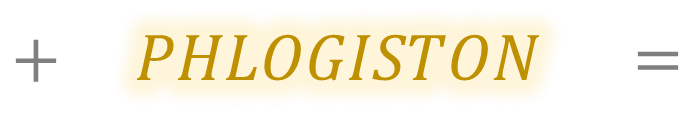 + PHLOGISTON =